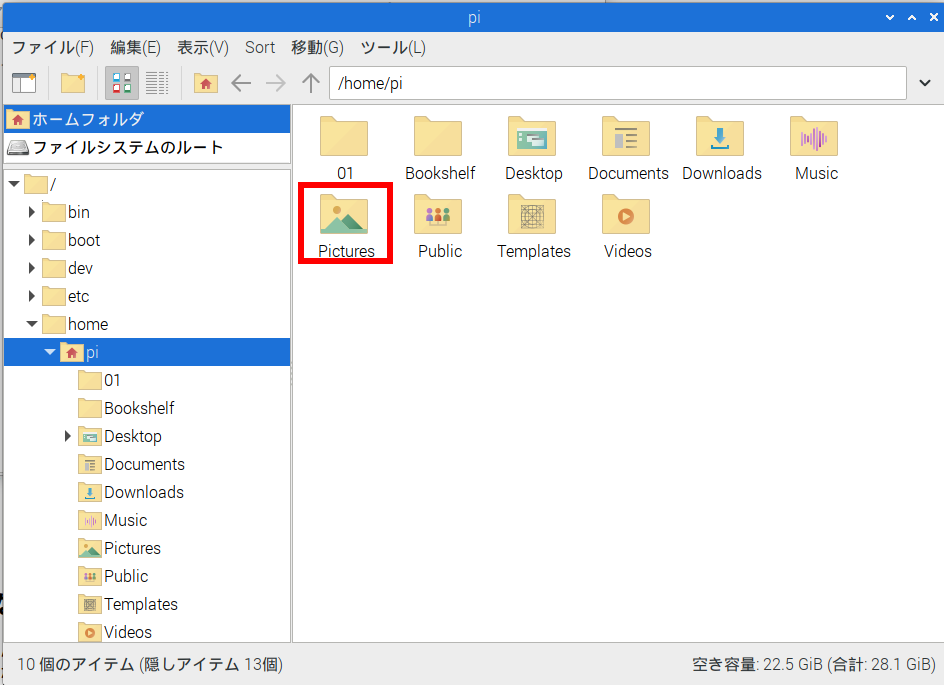 pi
ファイル(F) 編集(E) 表示(V) Sort 移動(G) ツール(L)
/home/pi
ホームフォルダ
ファイルシステムのルート
/
bin
boot
dev
etc
home
pi
01
Bookshelf
Desktop
Documents
Downloads
Music
Pictures
Public
Templates
Videos
01 Bookshelf Desktop Documents Downloads Music
Pictures Public Templates Videos
10 個のアイテム (隠しアイテム 13個) 空き容量: 22.5 GiB (合計: 28.1 GiB)